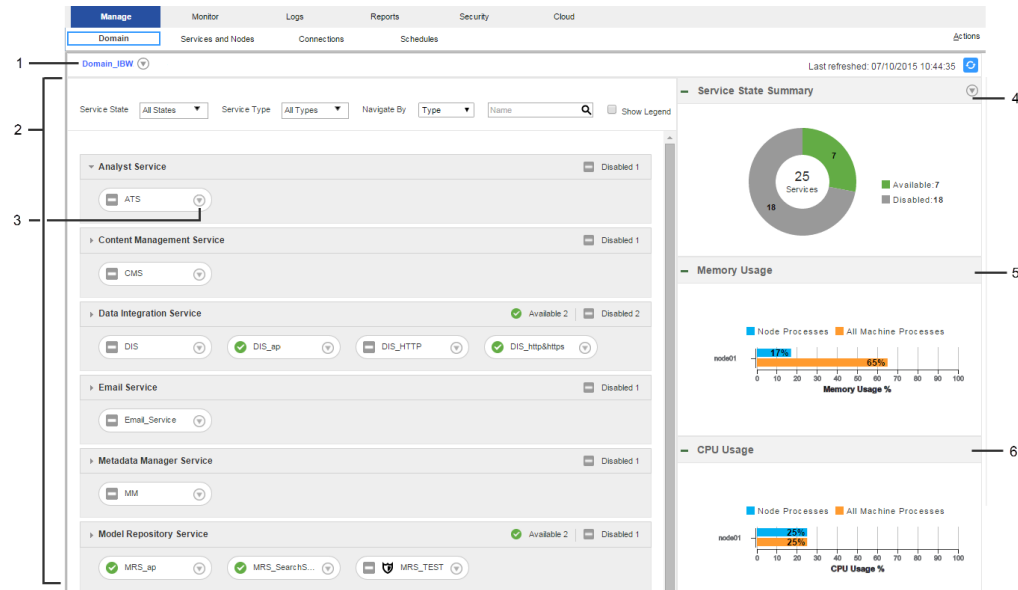 Manage Monitor Logs Reports Security Cloud
Domain Services and Nodes Connections Schedules Actions
1 Domain_IBW Last refreshed: 07/10/2015 10:44:35
2
Service State All States Service Type All Types Navigate By Type Name Show Legend
Service State Summary 4
7
25
Services
18
Available:7
Disabled:18
Analyst Service Disabled 1
3 ATS
Content Management Service Disabled 1
CMS
Memory Usage 5
Data Integration Service Available 2 Disabled 2
DIS DIS_ap DIS_HTTP DIS_http&https
Node Processes All Machine Processes
node01 17%
65%
0 10 20 30 40 50 60 70 80 90 100
Memory Usage %
Email Service Disabled 1
Email_Service
CPU Usage 6
Metadata Manager Service Disabled 1
MM
Node Processes All Machine Processes
node01 25%
25%
0 10 20 30 40 50 60 70 80 90 100
CPU Usage %
Model Repository Service Available 2 Disabled 1
MRS_ap MRS_SearchS... MRS_TEST